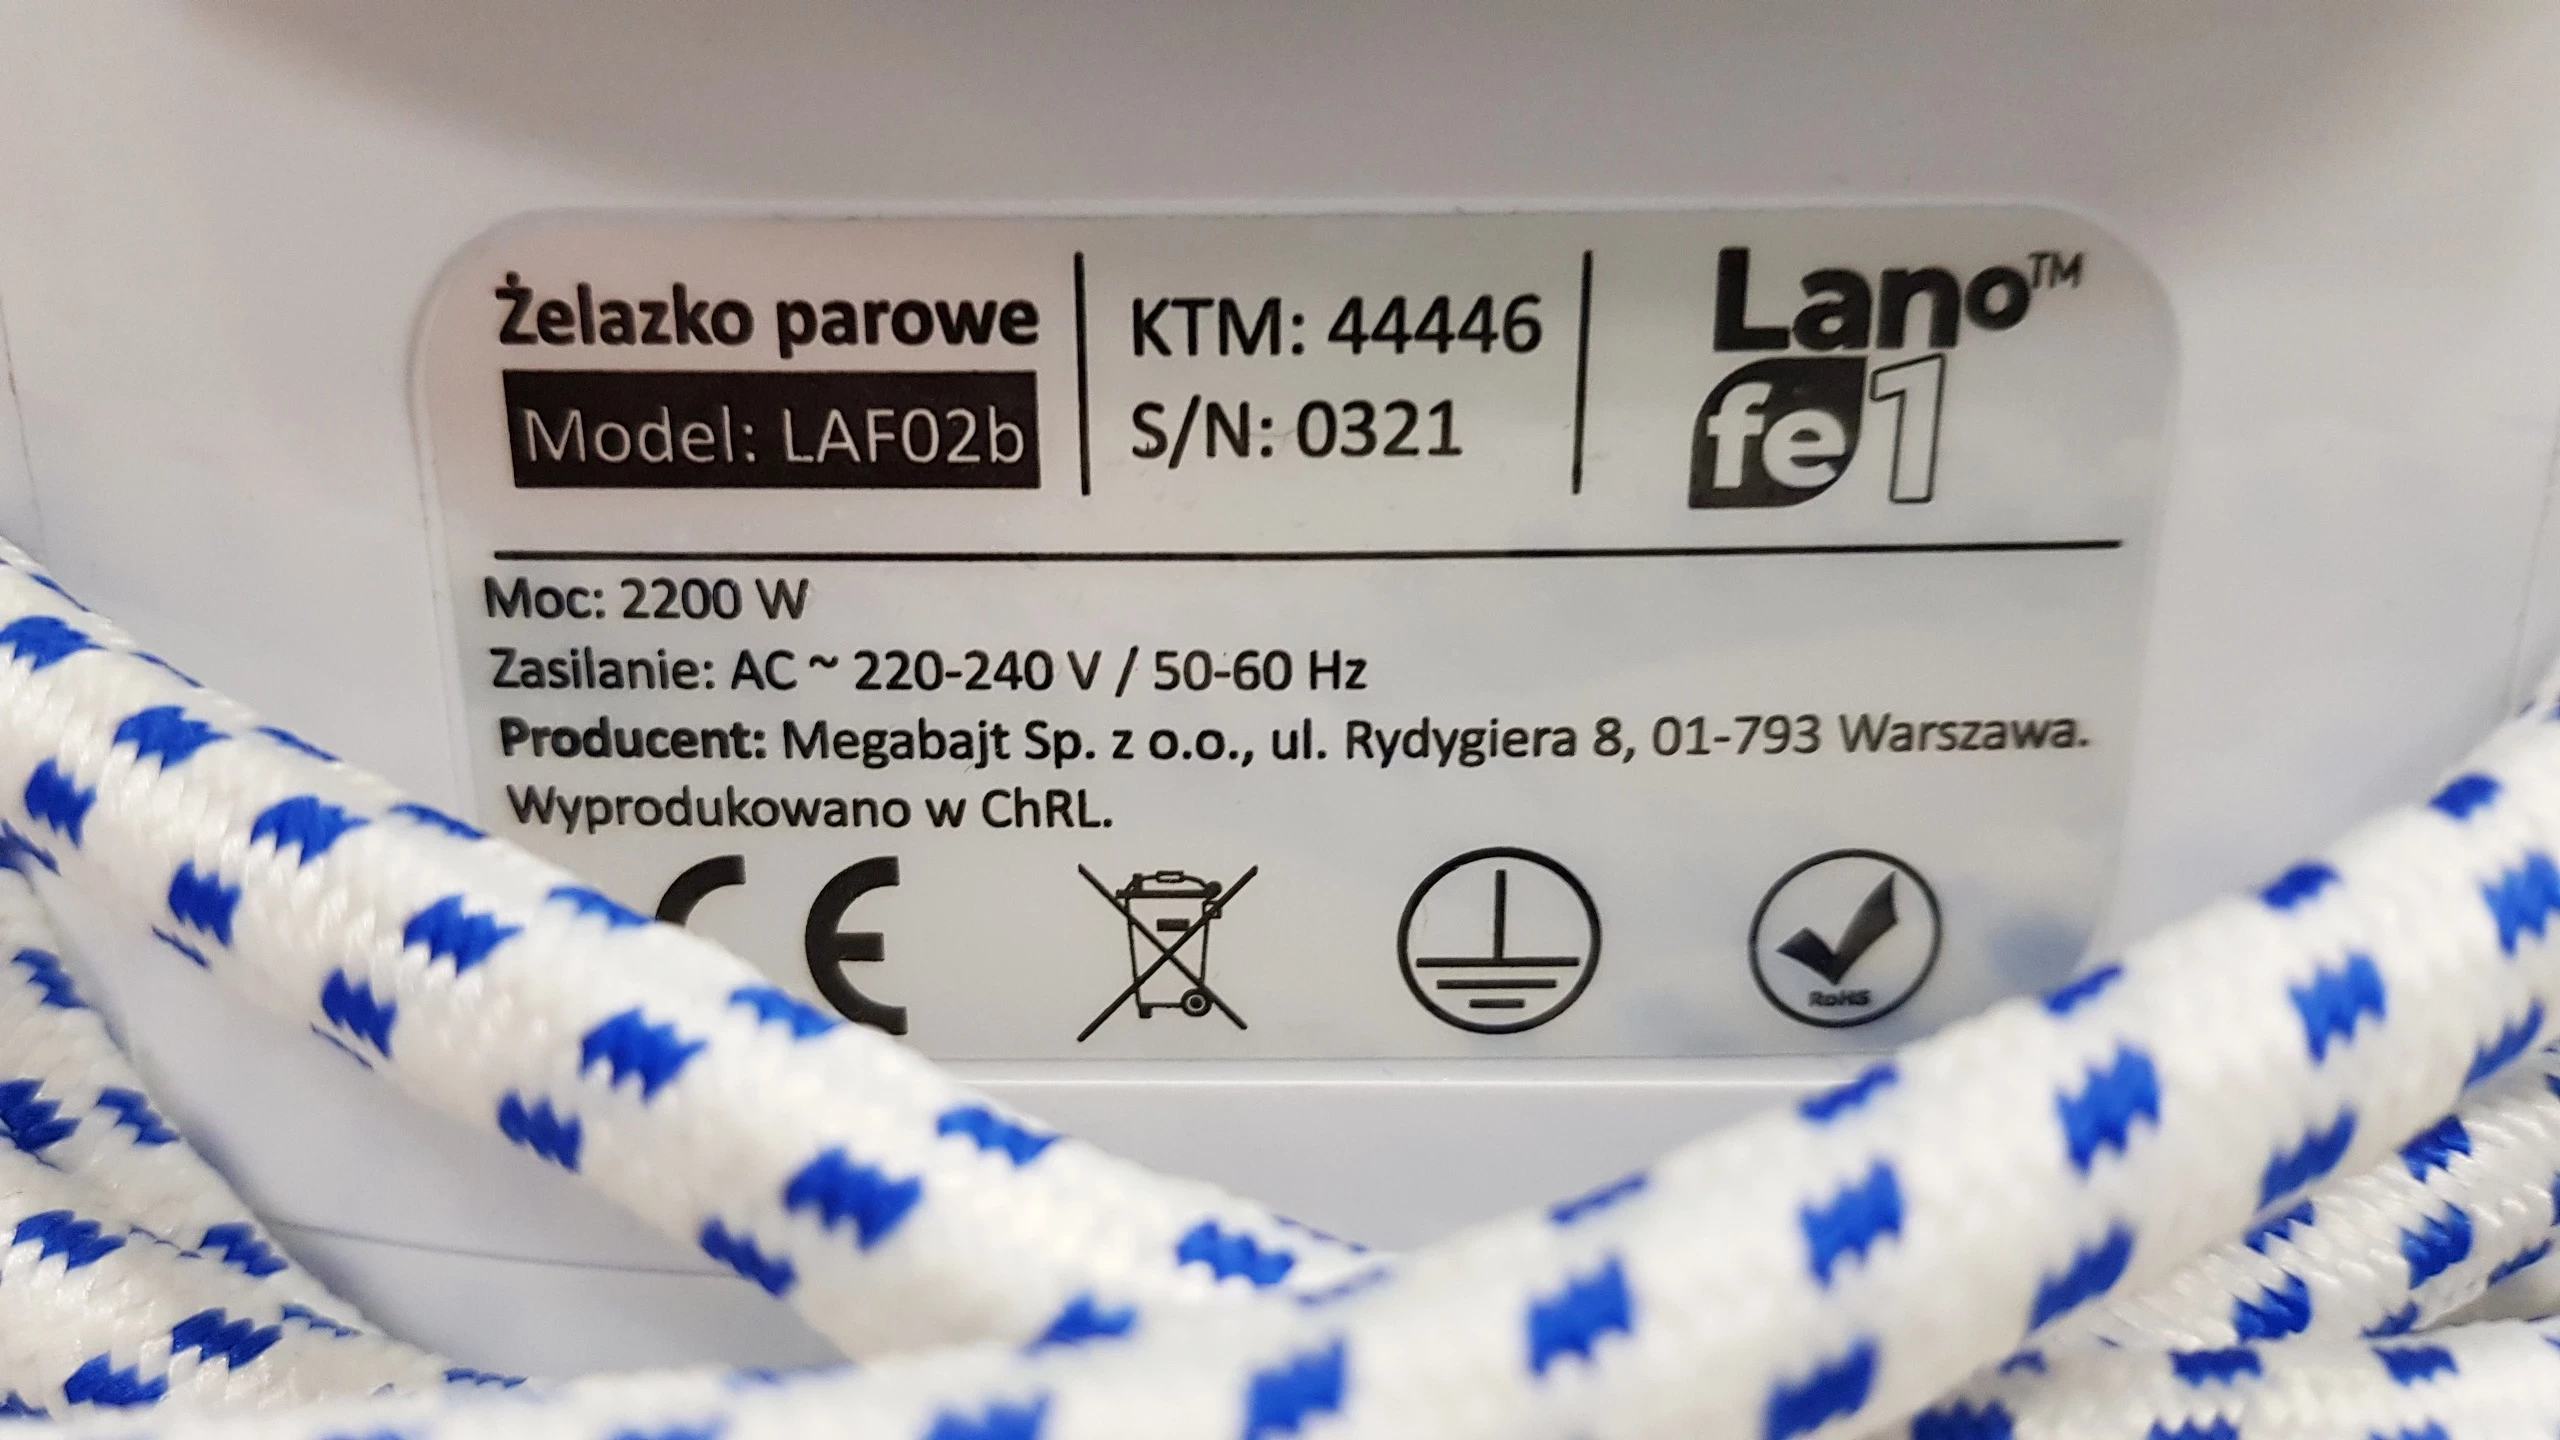 Żelazko parowe
Model: LAF02b
KTM: 44446
S/N: 0321
Lano™
fe1
Moc: 2200 W
Zasilanie: AC ~ 220-240 V / 50-60 Hz
Producent: Megabajt Sp. z o.o., ul. Rydygiera 8, 01-793 Warszawa.
Wyprodukowano w ChRL.
CE
RoHS